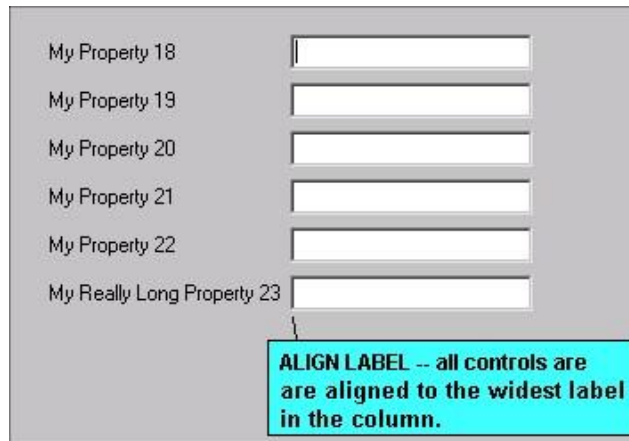 My Property 18
My Property 19
My Property 20
My Property 21
My Property 22
My Really Long Property 23
ALIGN LABEL -- all controls are
are aligned to the widest label
in the column.